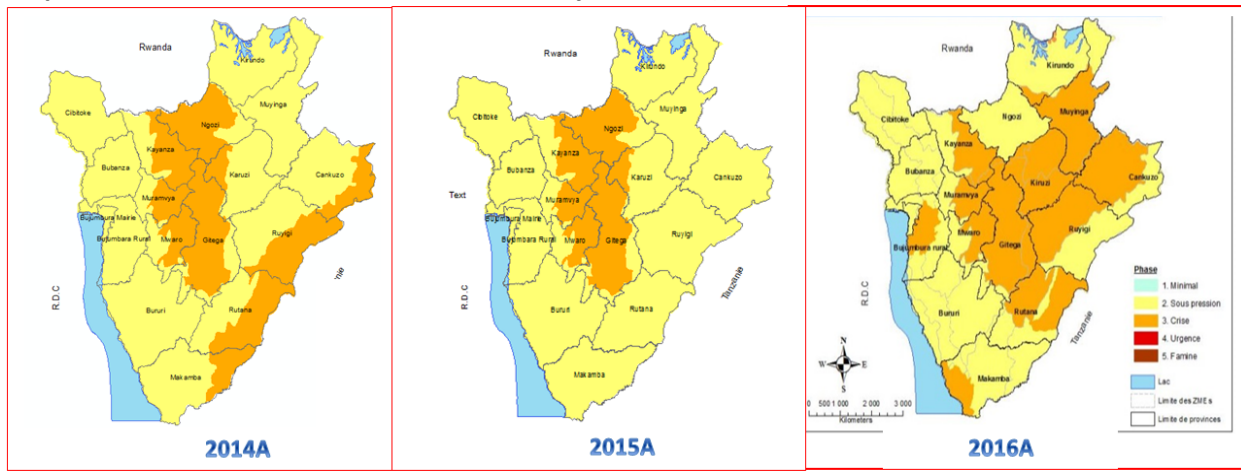 Rwanda
Kirundo
Cibitoke
Ngozi
Muyinga
Kayanza
Bubanza
Karuzi
Cankuzo
Muramvya
Bujumbura Mairie
Bujumbara Rural
Mwaro
Gitega
Ruyigi
nie
R.D.C
Bururi
Rutana
Makamba
2014A
Rwanda
Kirundo
Cibitoke
Ngozi
Muyinga
Kayanza
Bubanza
Karuzi
Cankuzo
Text
Muramvya
Bujumbura Mairie
Bujumbura Rural
Mwaro
Gitega
Ruyigi
Tanzanie
R.D.C
Bururi
Rutana
Makamba
2015A
Rwanda
Kirundo
Cibitoke
Ngozi
Muyinga
Kayanza
Bubanza
Kiruzi
Cankuzo
Muramvya
Mwaro
Bujumbura rural
Gitega
Ruyigi
R.D.C
Bururi
Rutana
Tanzanie
Makamba
Phase
1. Minimal
2. Sous pression
3. Crise
4. Urgence
5. Famine
Lac
Limite des ZMEs
Limite de provinces
N
W E
S
0 500 1 000 2 000 3 000
Kilometers
2016A